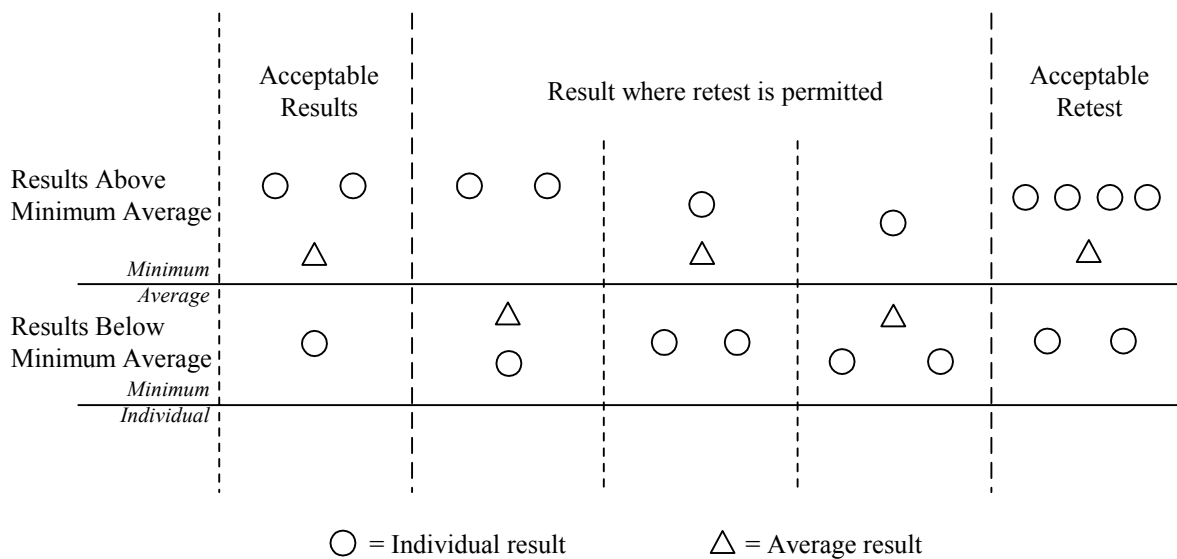 Acceptable
Results
Result where retest is permitted
Acceptable
Retest
Results Above
Minimum Average
Minimum
Average
Results Below
Minimum Average
Minimum
Individual
= Individual result
= Average result